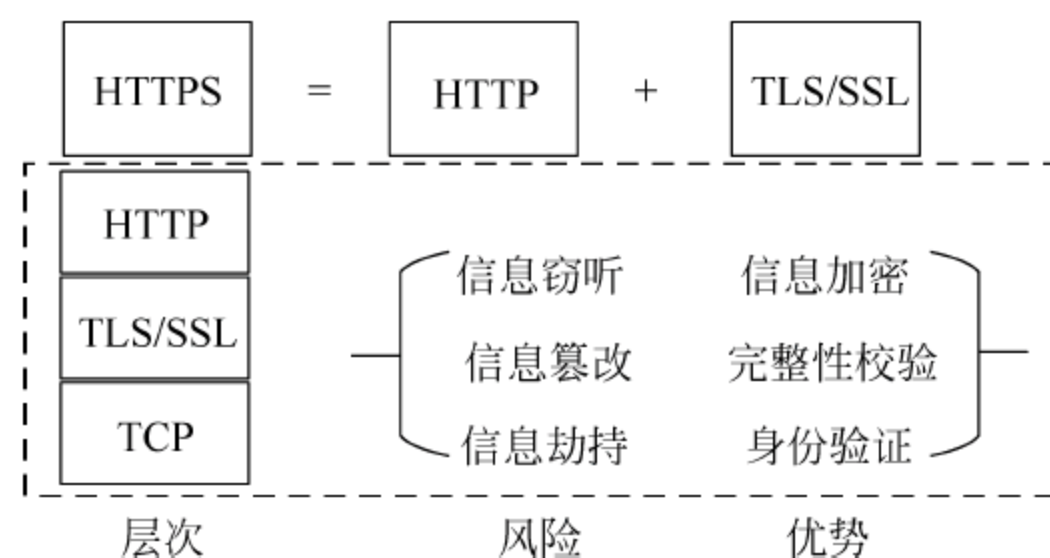 HTTPS = HTTP + TLS/SSL
HTTP
TLS/SSL
TCP
信息窃听 信息加密
信息篡改 完整性校验
信息劫持 身份验证
层次 风险 优势